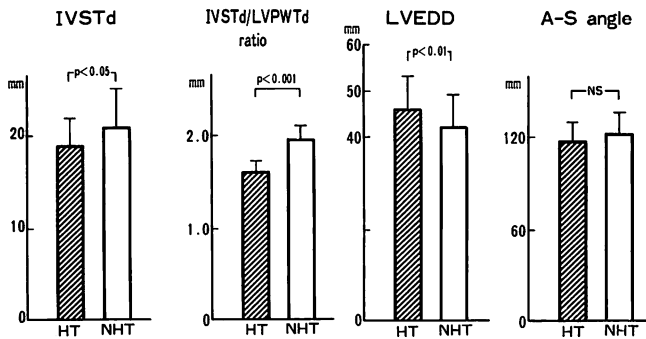 IVSTd
mm
p<0.05
20
10
0
HT NHT
IVSTd/LVPWTd
ratio
mm
p<0.001
2.0
1.0
0
HT NHT
LVEDD
60
mm
p<0.01
46
40
0
HT NHT
A-S angle
mm
NS
120
60
0
HT NHT